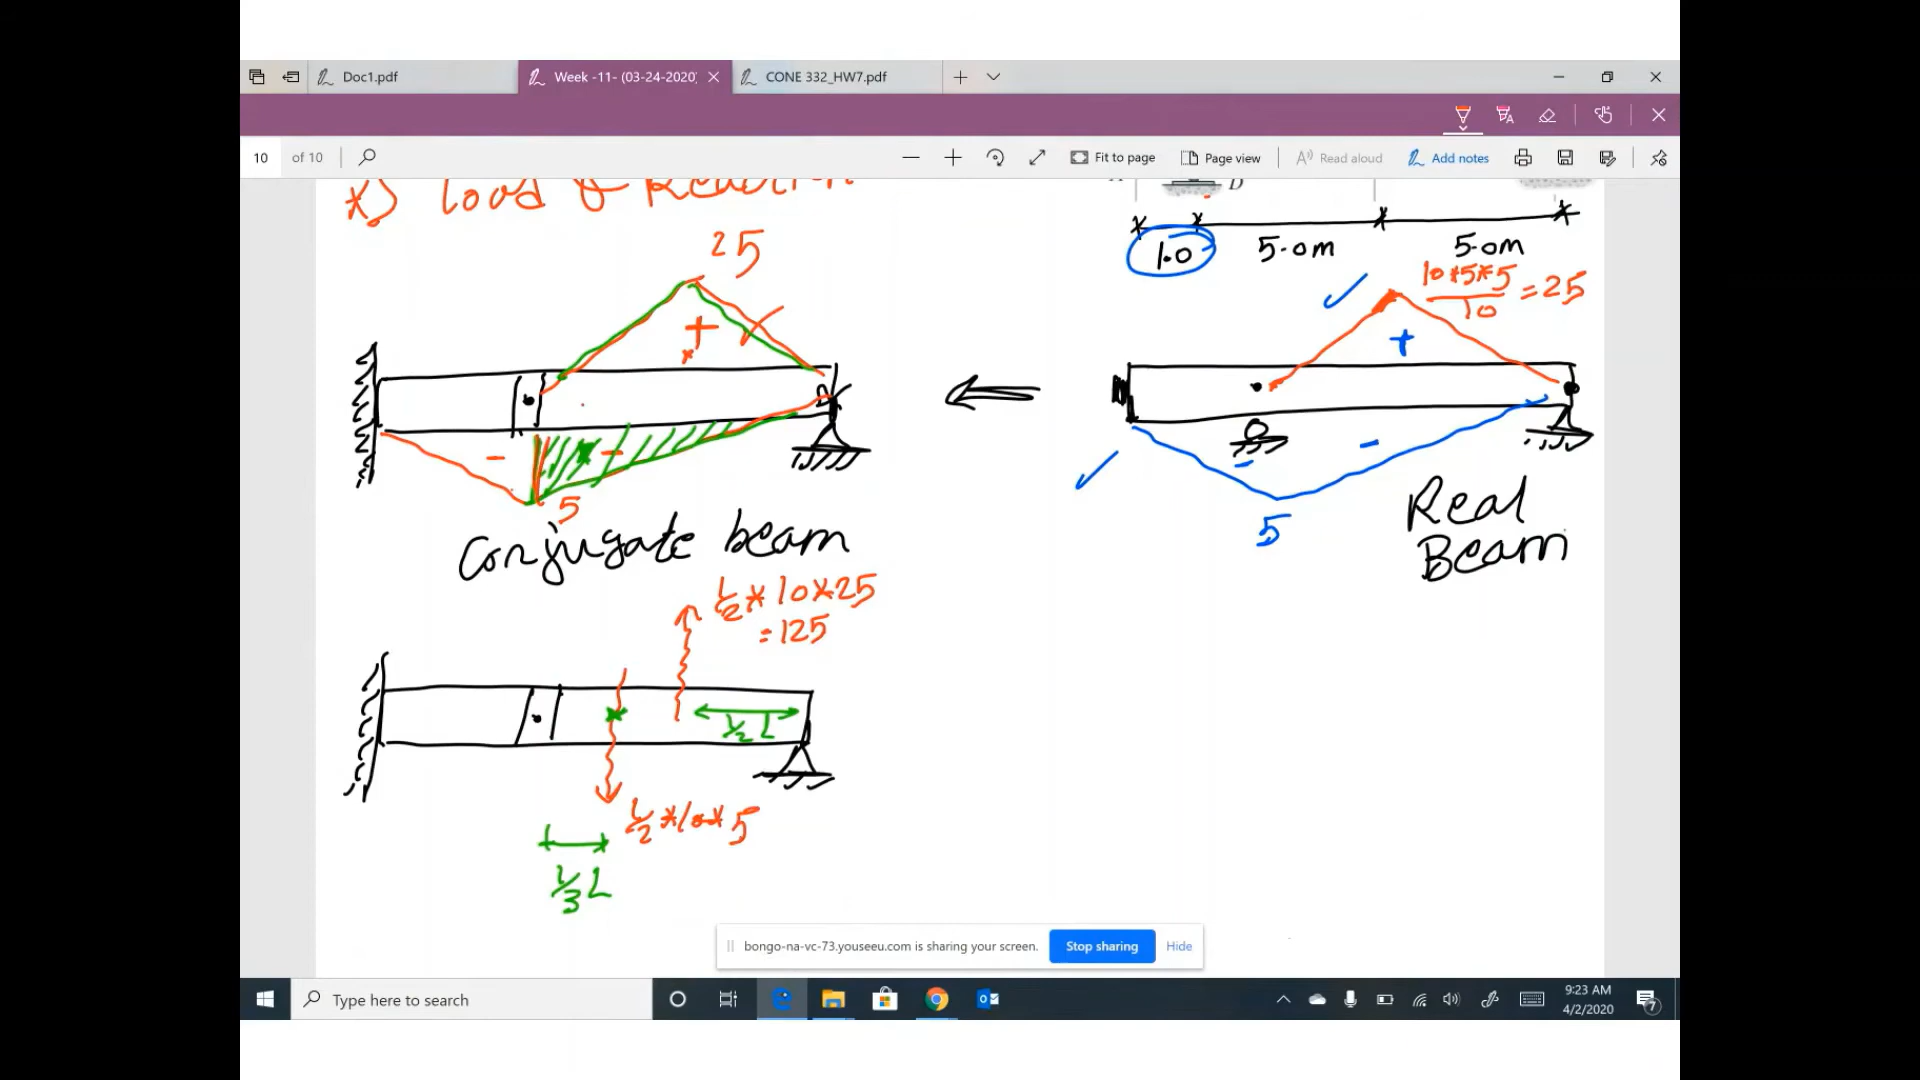 Doc1.pdf
Week -11- (03-24-2020)
CONE 332_HW7.pdf
10 of 10
Fit to page
Page view
Read aloud
Add notes
*) Load & Reaction
D
1.0
5.0m
5.0m
25
+
-
-
5
Conjugate beam
10*5*5
10
=25
+
-
-
5
Real
Beam
1/2 * 10 * 25
= 125
1/2 L
1/2 * 10 * 5
1/3 L
bongo-na-vc-73.youseeu.com is sharing your screen.
Stop sharing
Hide
Type here to search
9:23 AM
4/2/2020
7